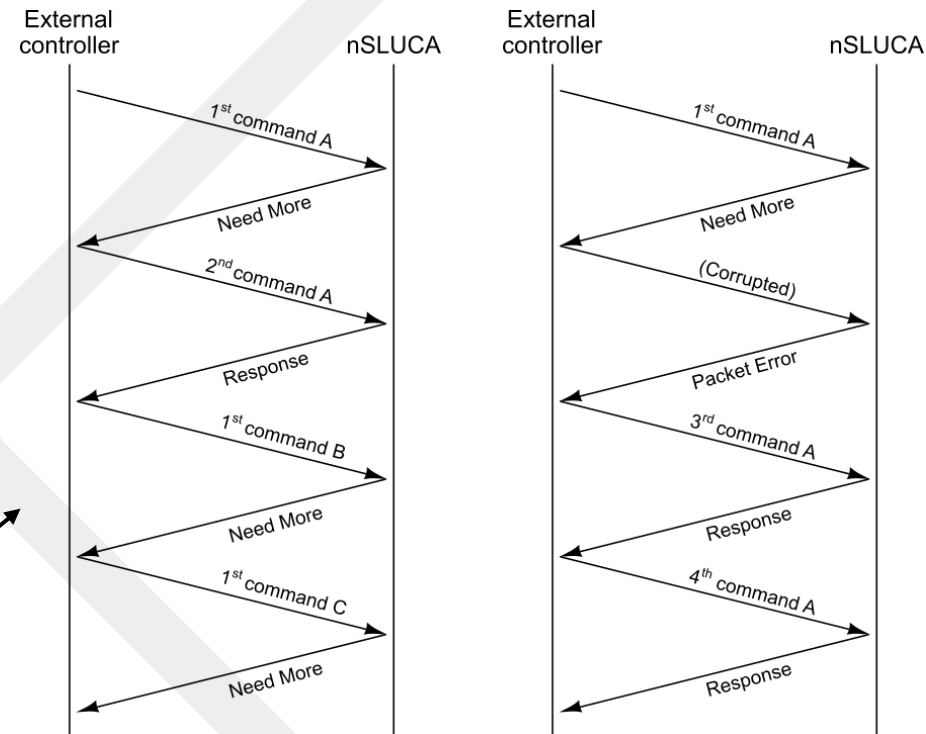 External
controller
nSLUCA
1st command A
Need More
2nd command A
Response
1st command B
Need More
1st command C
Need More
External
controller
nSLUCA
1st command A
Need More
(Corrupted)
Packet Error
3rd command A
Response
4th command A
Response